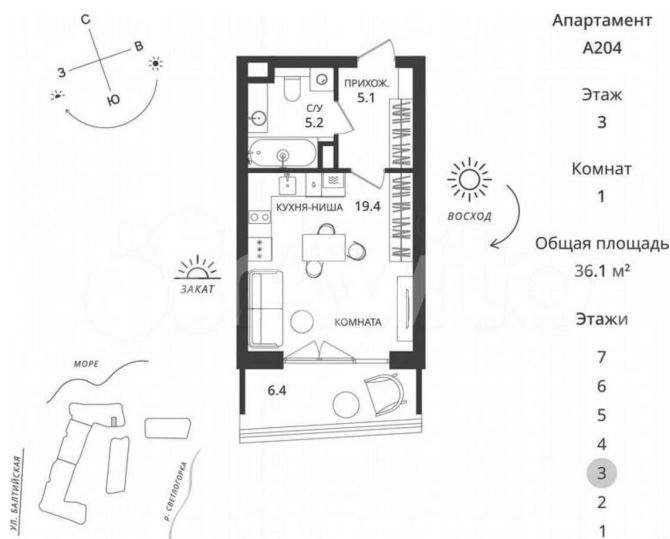 С
В
З
Ю
ПРИХОЖ.
5.1
С/У
5.2
КУХНЯ-НИША
19.4
КОМНАТА
6.4
ВОСХОД
ЗАКАТ
МОРЕ
УЛ. БАЛТИЙСКАЯ
Р. СВЕТЛОГОРКА
Апартамент
А204
Этаж
3
Комнат
1
Общая площадь
36.1 м²
Этажи
7
6
5
4
3
2
1